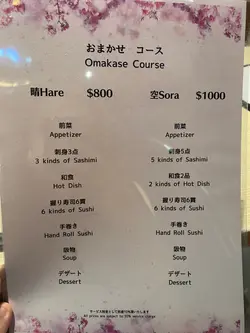 おまかせ コース
Omakase Course
晴Hare $800
空Sora $1000
前菜
Appetizer
刺身3点
3 kinds of Sashimi
和食
Hot Dish
握り寿司6貫
6 kinds of Sushi
手巻き
Hand Roll Sushi
吸物
Soup
デザート
Dessert
前菜
Appetizer
刺身5点
5 kinds of Sashimi
和食2品
2 kinds of Hot Dish
握り寿司6貫
6 kinds of Sushi
手巻き
Hand Roll Sushi
吸物
Soup
デザート
Dessert
All prices are subject to 10% service charge